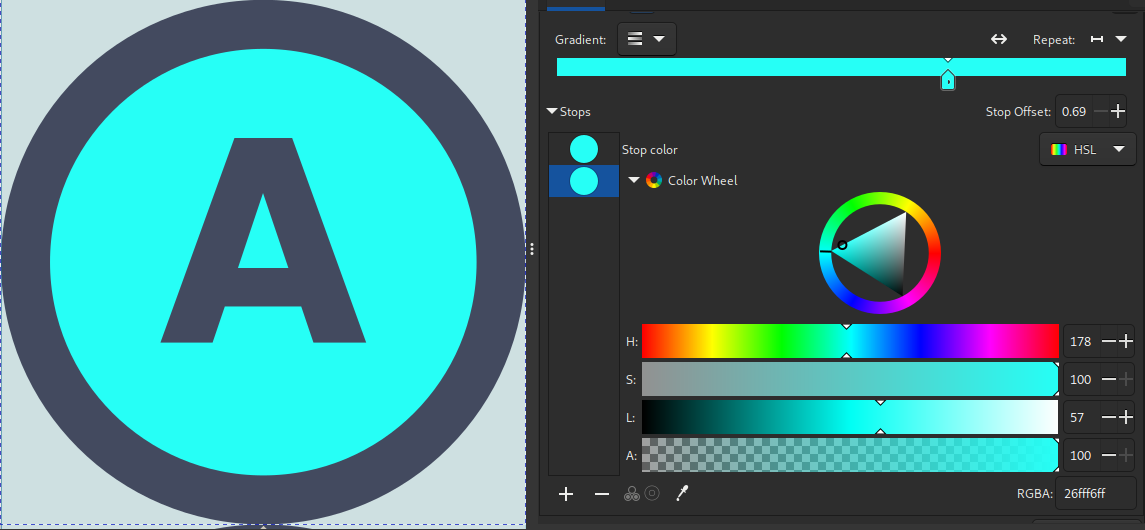 A
Gradient:
Repeat:
Stops
Stop Offset: 0.69
Stop color
HSL
Color Wheel
H: 178
S: 100
L: 57
A: 100
RGBA: 26fff6ff